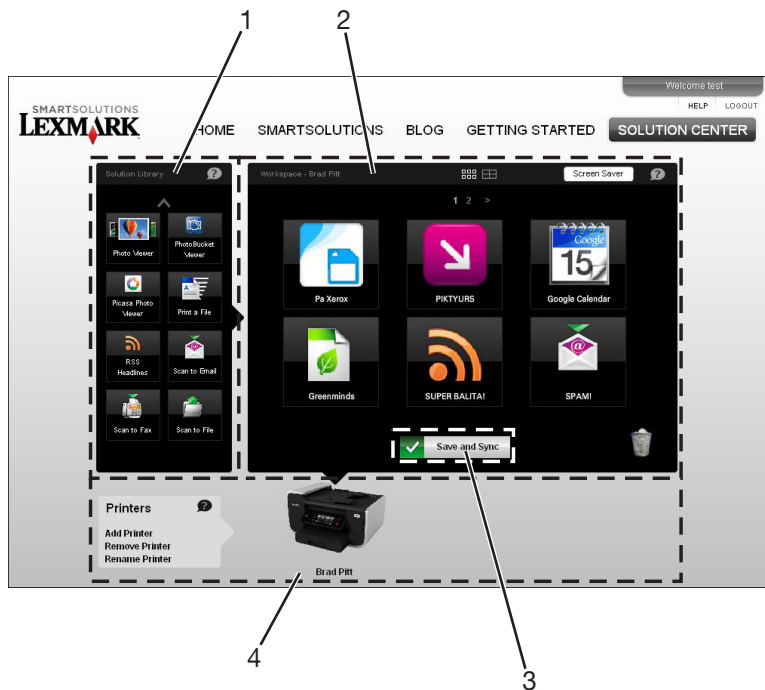 1
2
Welcome test
HELP LOGOUT
SMARTSOLUTIONS
LEXMARK
HOME SMARTSOLUTIONS BLOG GETTING STARTED SOLUTION CENTER
Solution Library ?
Workspace - Brad Pitt Screen Saver ?
1 2 >
Photo Viewer
PhotoBucket
Viewer
Picasa Photo
Viewer
Print a File
RSS
Headlines
Scan to Email
Scan to Fax
Scan to File
Pa Xerox
PIKTYURS
Google
15
Google Calendar
Greenminds
SUPER BALITA!
@
SPAM!
Save and Sync
Printers ?
Add Printer
Remove Printer
Rename Printer
Brad Pitt
4
3